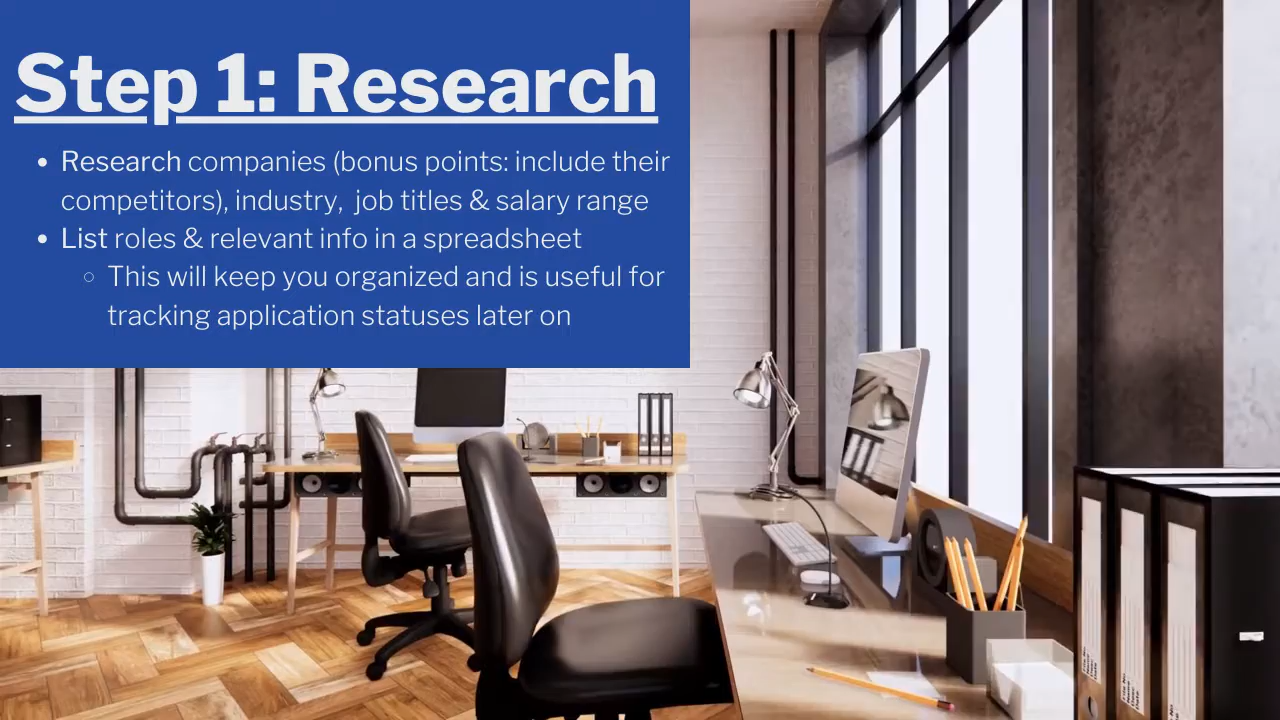 Step 1: Research
• Research companies (bonus points: include their
competitors), industry,  job titles & salary range
• List roles & relevant info in a spreadsheet
◦ This will keep you organized and is useful for
tracking application statuses later on